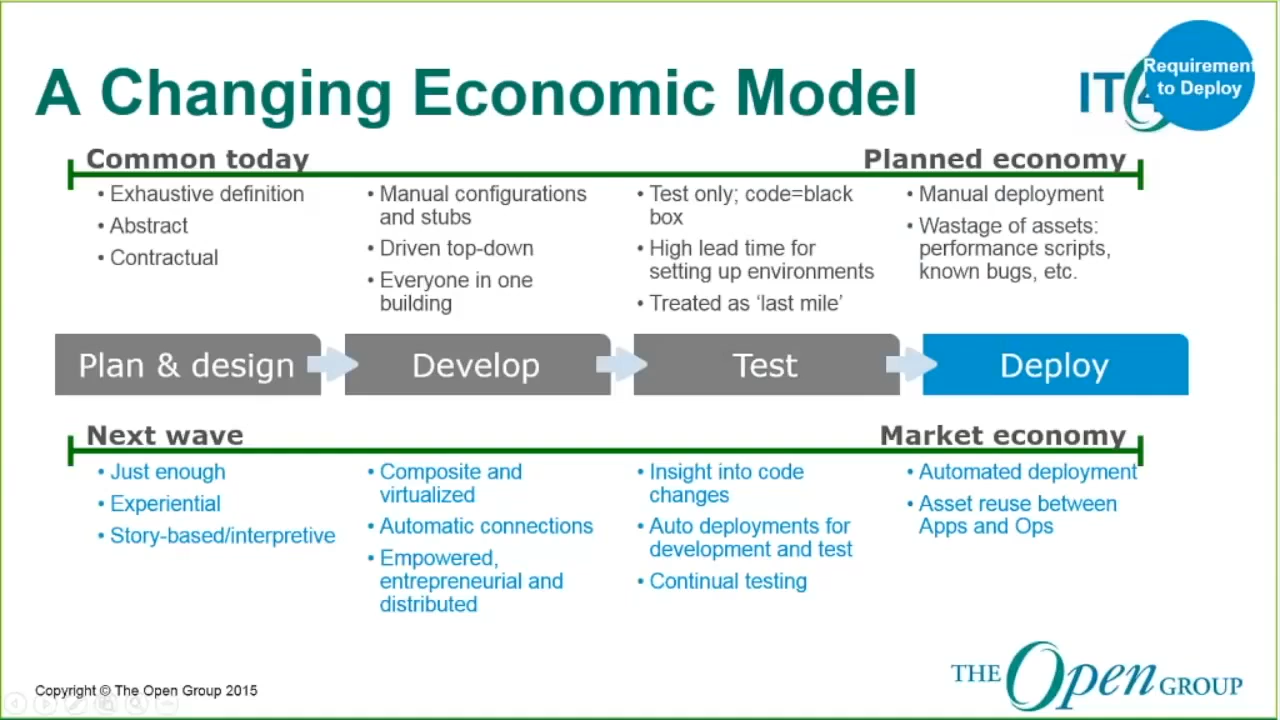 A Changing Economic Model
IT4
Requirement
to Deploy
Common today
Planned economy
• Exhaustive definition
• Abstract
• Contractual
• Manual configurations
and stubs
• Driven top-down
• Everyone in one
building
• Test only; code=black
box
• High lead time for
setting up environments
• Treated as ‘last mile’
• Manual deployment
• Wastage of assets:
performance scripts,
known bugs, etc.
Plan & design
Develop
Test
Deploy
Next wave
Market economy
• Just enough
• Experiential
• Story-based/interpretive
• Composite and
virtualized
• Automatic connections
• Empowered,
entrepreneurial and
distributed
• Insight into code
changes
• Auto deployments for
development and test
• Continual testing
• Automated deployment
• Asset reuse between
Apps and Ops
Copyright © The Open Group 2015
THE Open GROUP